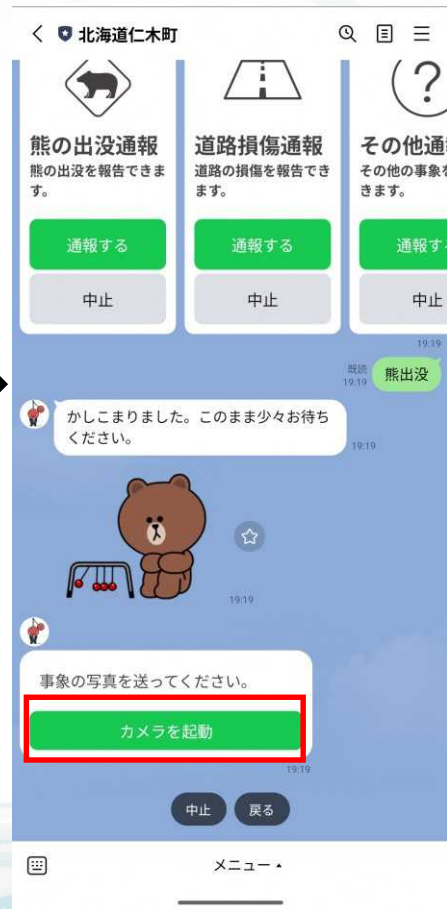 北海道仁木町
熊の出没通報
熊の出没を報告できま
す。
通報する
中止
道路損傷通報
道路の損傷を報告でき
ます。
通報する
中止
その他通
その他の事象を
きます。
通報す
中止
19:19
既読
19:19
熊出没
かしこまりました。このまま少々お待ち
ください。
19:19
19:19
事象の写真を送ってください。
カメラを起動
19:19
中止
戻る
メニュー